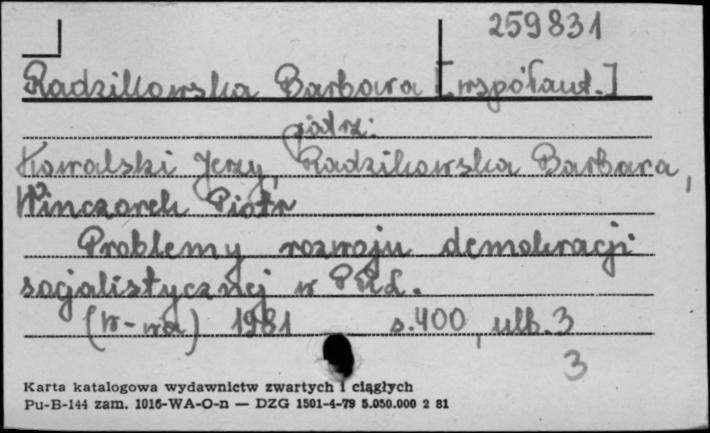 259831
Radzikowska Barbara [współaut.]
patrz:
Kowalski Jerzy, Radzikowska Barbara,
Winczorek Piotr
Problemy rozwoju demokracji
socjalistycznej w PRL.
(W-wa) 1981 s.400, ulb. 3
3
Karta katalogowa wydawnictw zwartych i ciągłych
Pu-B-144 zam. 1016-WA-O-n — DZG 1501-4-79 5.050.000 2 81